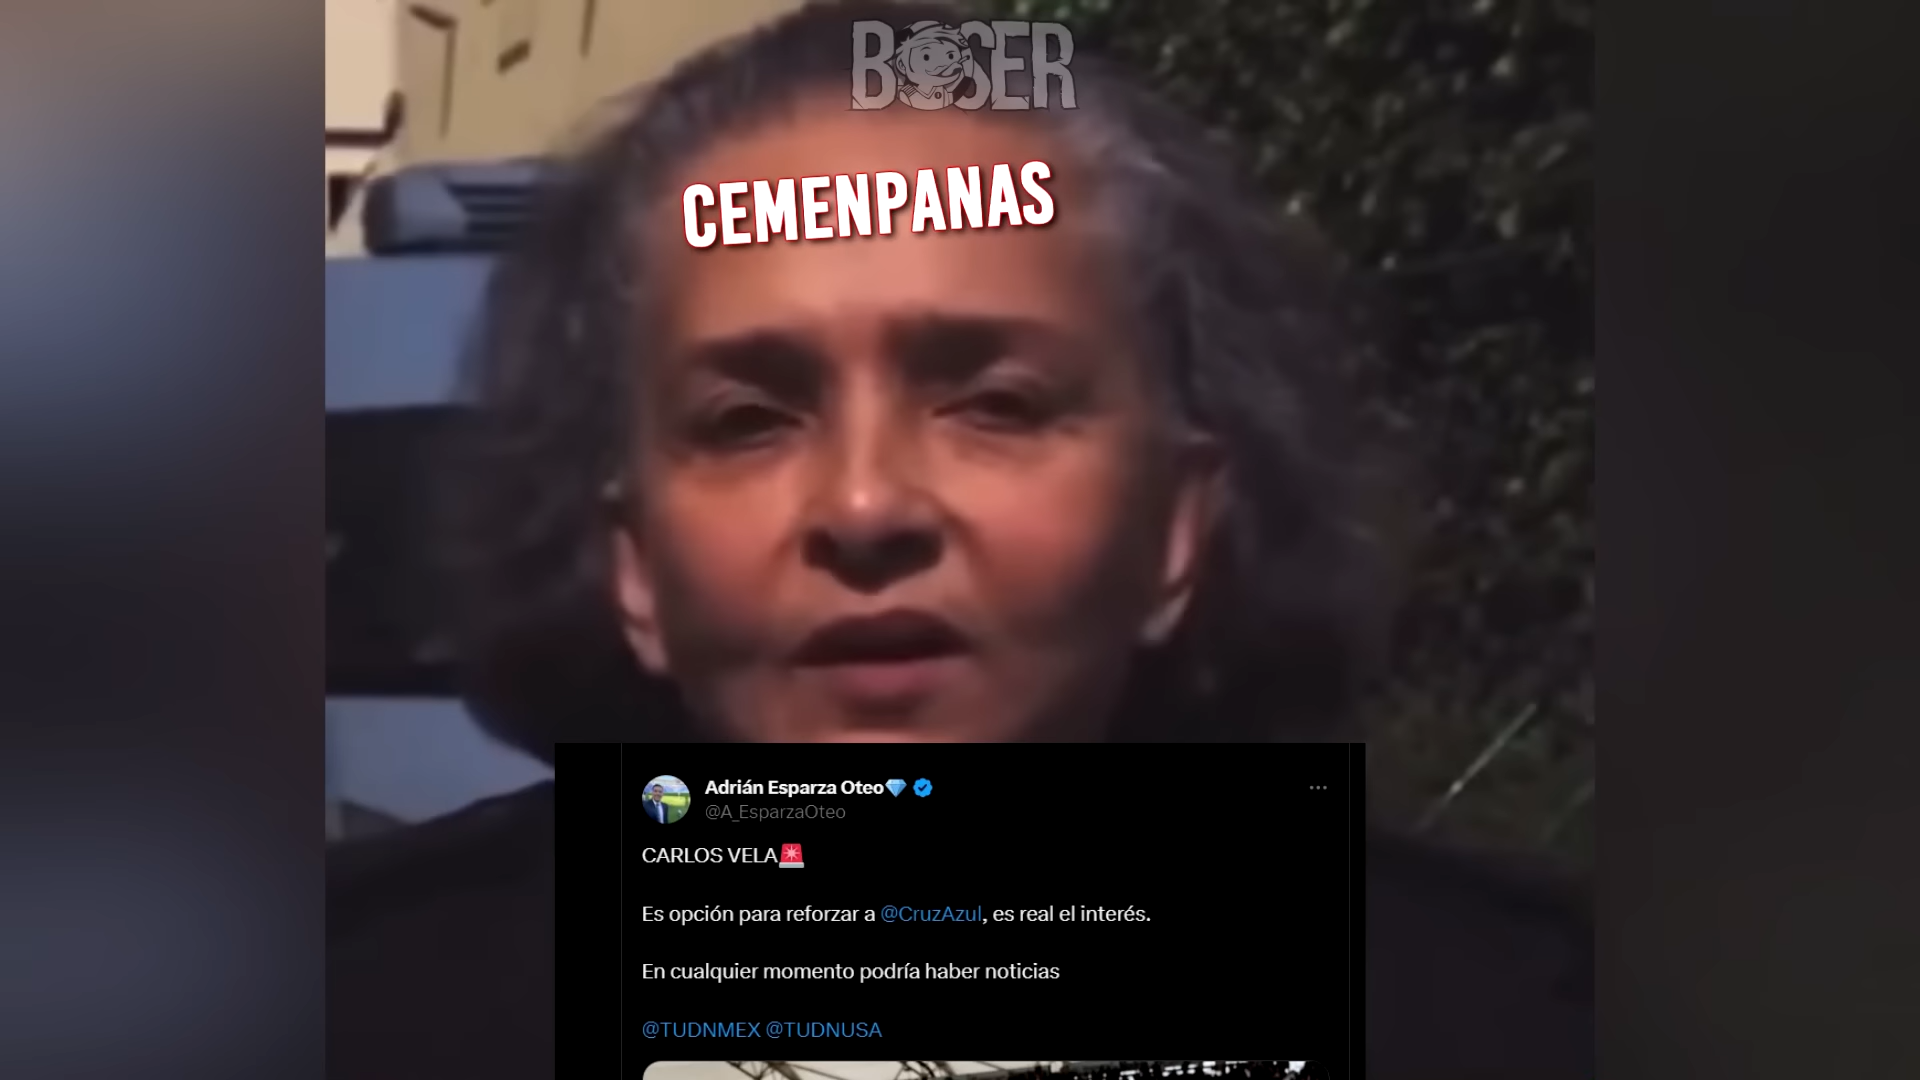 BOSER
CEMENPANAS
Adrián Esparza Oteo💎
@A_EsparzaOteo
CARLOS VELA🚨
Es opción para reforzar a @CruzAzul, es real el interés.
En cualquier momento podría haber noticias
@TUDNMEX @TUDNUSA